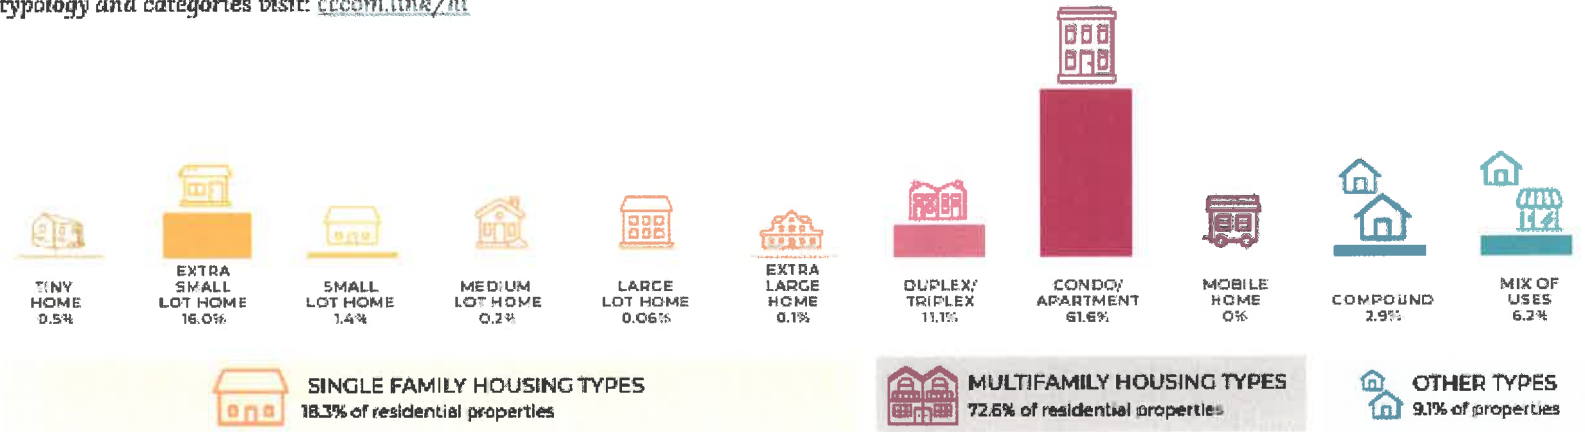 typology and categories visit: cccom.link/ht
TINY
HOME
0.5%
EXTRA
SMALL
LOT HOME
16.0%
SMALL
LOT HOME
1.4%
MEDIUM
LOT HOME
0.2%
LARGE
LOT HOME
0.06%
EXTRA
LARGE
HOME
0.1%
DUPLEX/
TRIPLEX
11.1%
CONDO/
APARTMENT
61.6%
MOBILE
HOME
0%
COMPOUND
2.9%
MIX OF
USES
6.2%
SINGLE FAMILY HOUSING TYPES
18.3% of residential properties
MULTIFAMILY HOUSING TYPES
72.6% of residential properties
OTHER TYPES
9.1% of properties